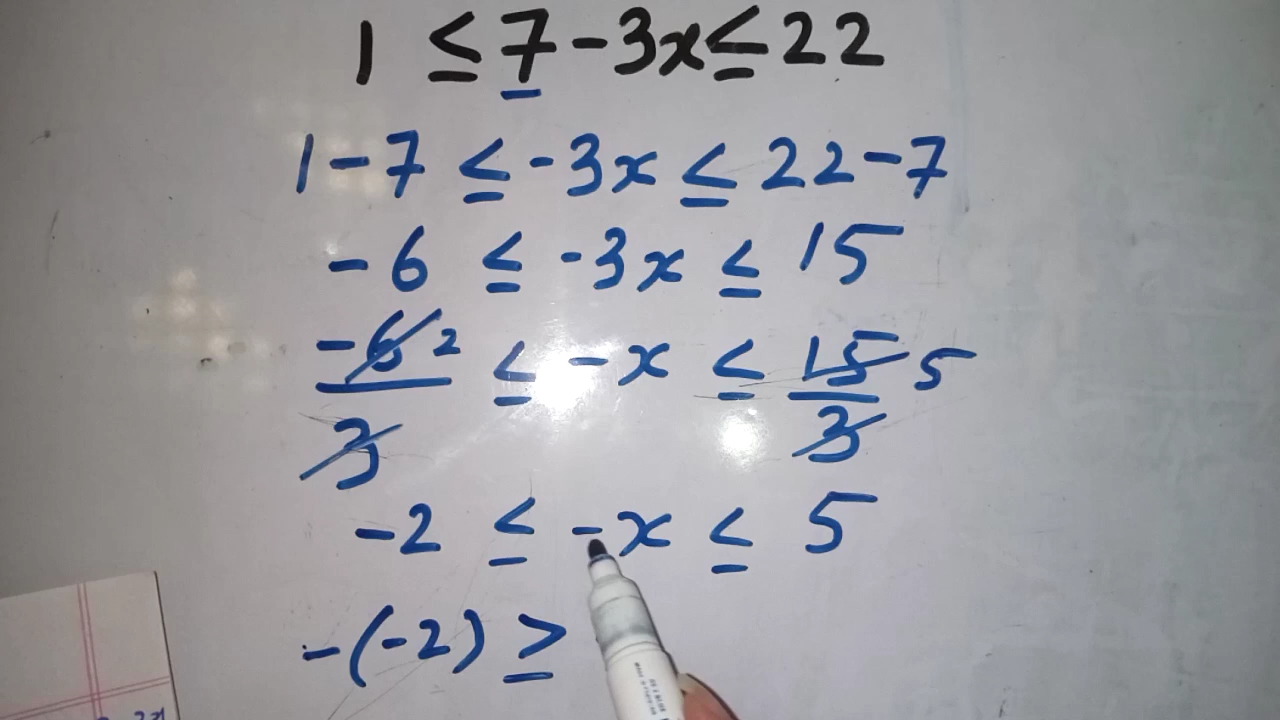 1 ≤ 7 - 3x ≤ 22
1 - 7 ≤ -3x ≤ 22 - 7
-6 ≤ -3x ≤ 15
-6 2 ≤ -x ≤ 15 5
3 3
-2 ≤ -x ≤ 5
-(-2) ≥